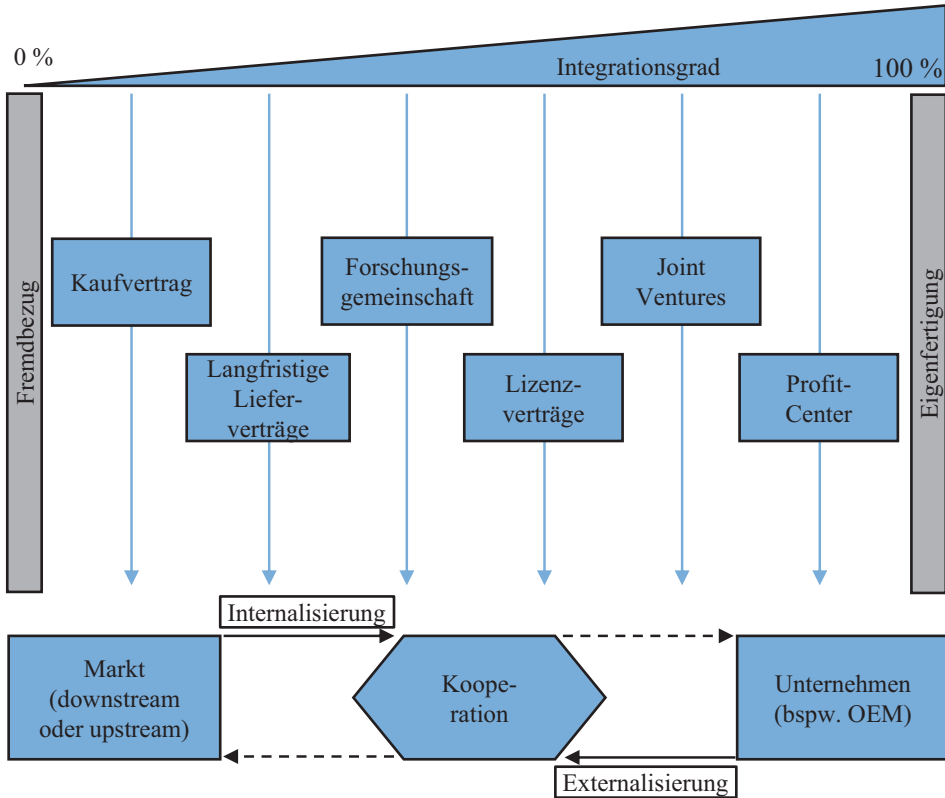 0 %
Integrationsgrad
100 %
Fremdbezug
Kaufvertrag
Langfristige
Liefer-
verträge
Forschungs-
gemeinschaft
Lizenz-
verträge
Joint
Ventures
Profit-
Center
Eigenfertigung
Internalisierung
Markt
(downstream
oder upstream)
Koope-
ration
Unternehmen
(bspw. OEM)
Externalisierung